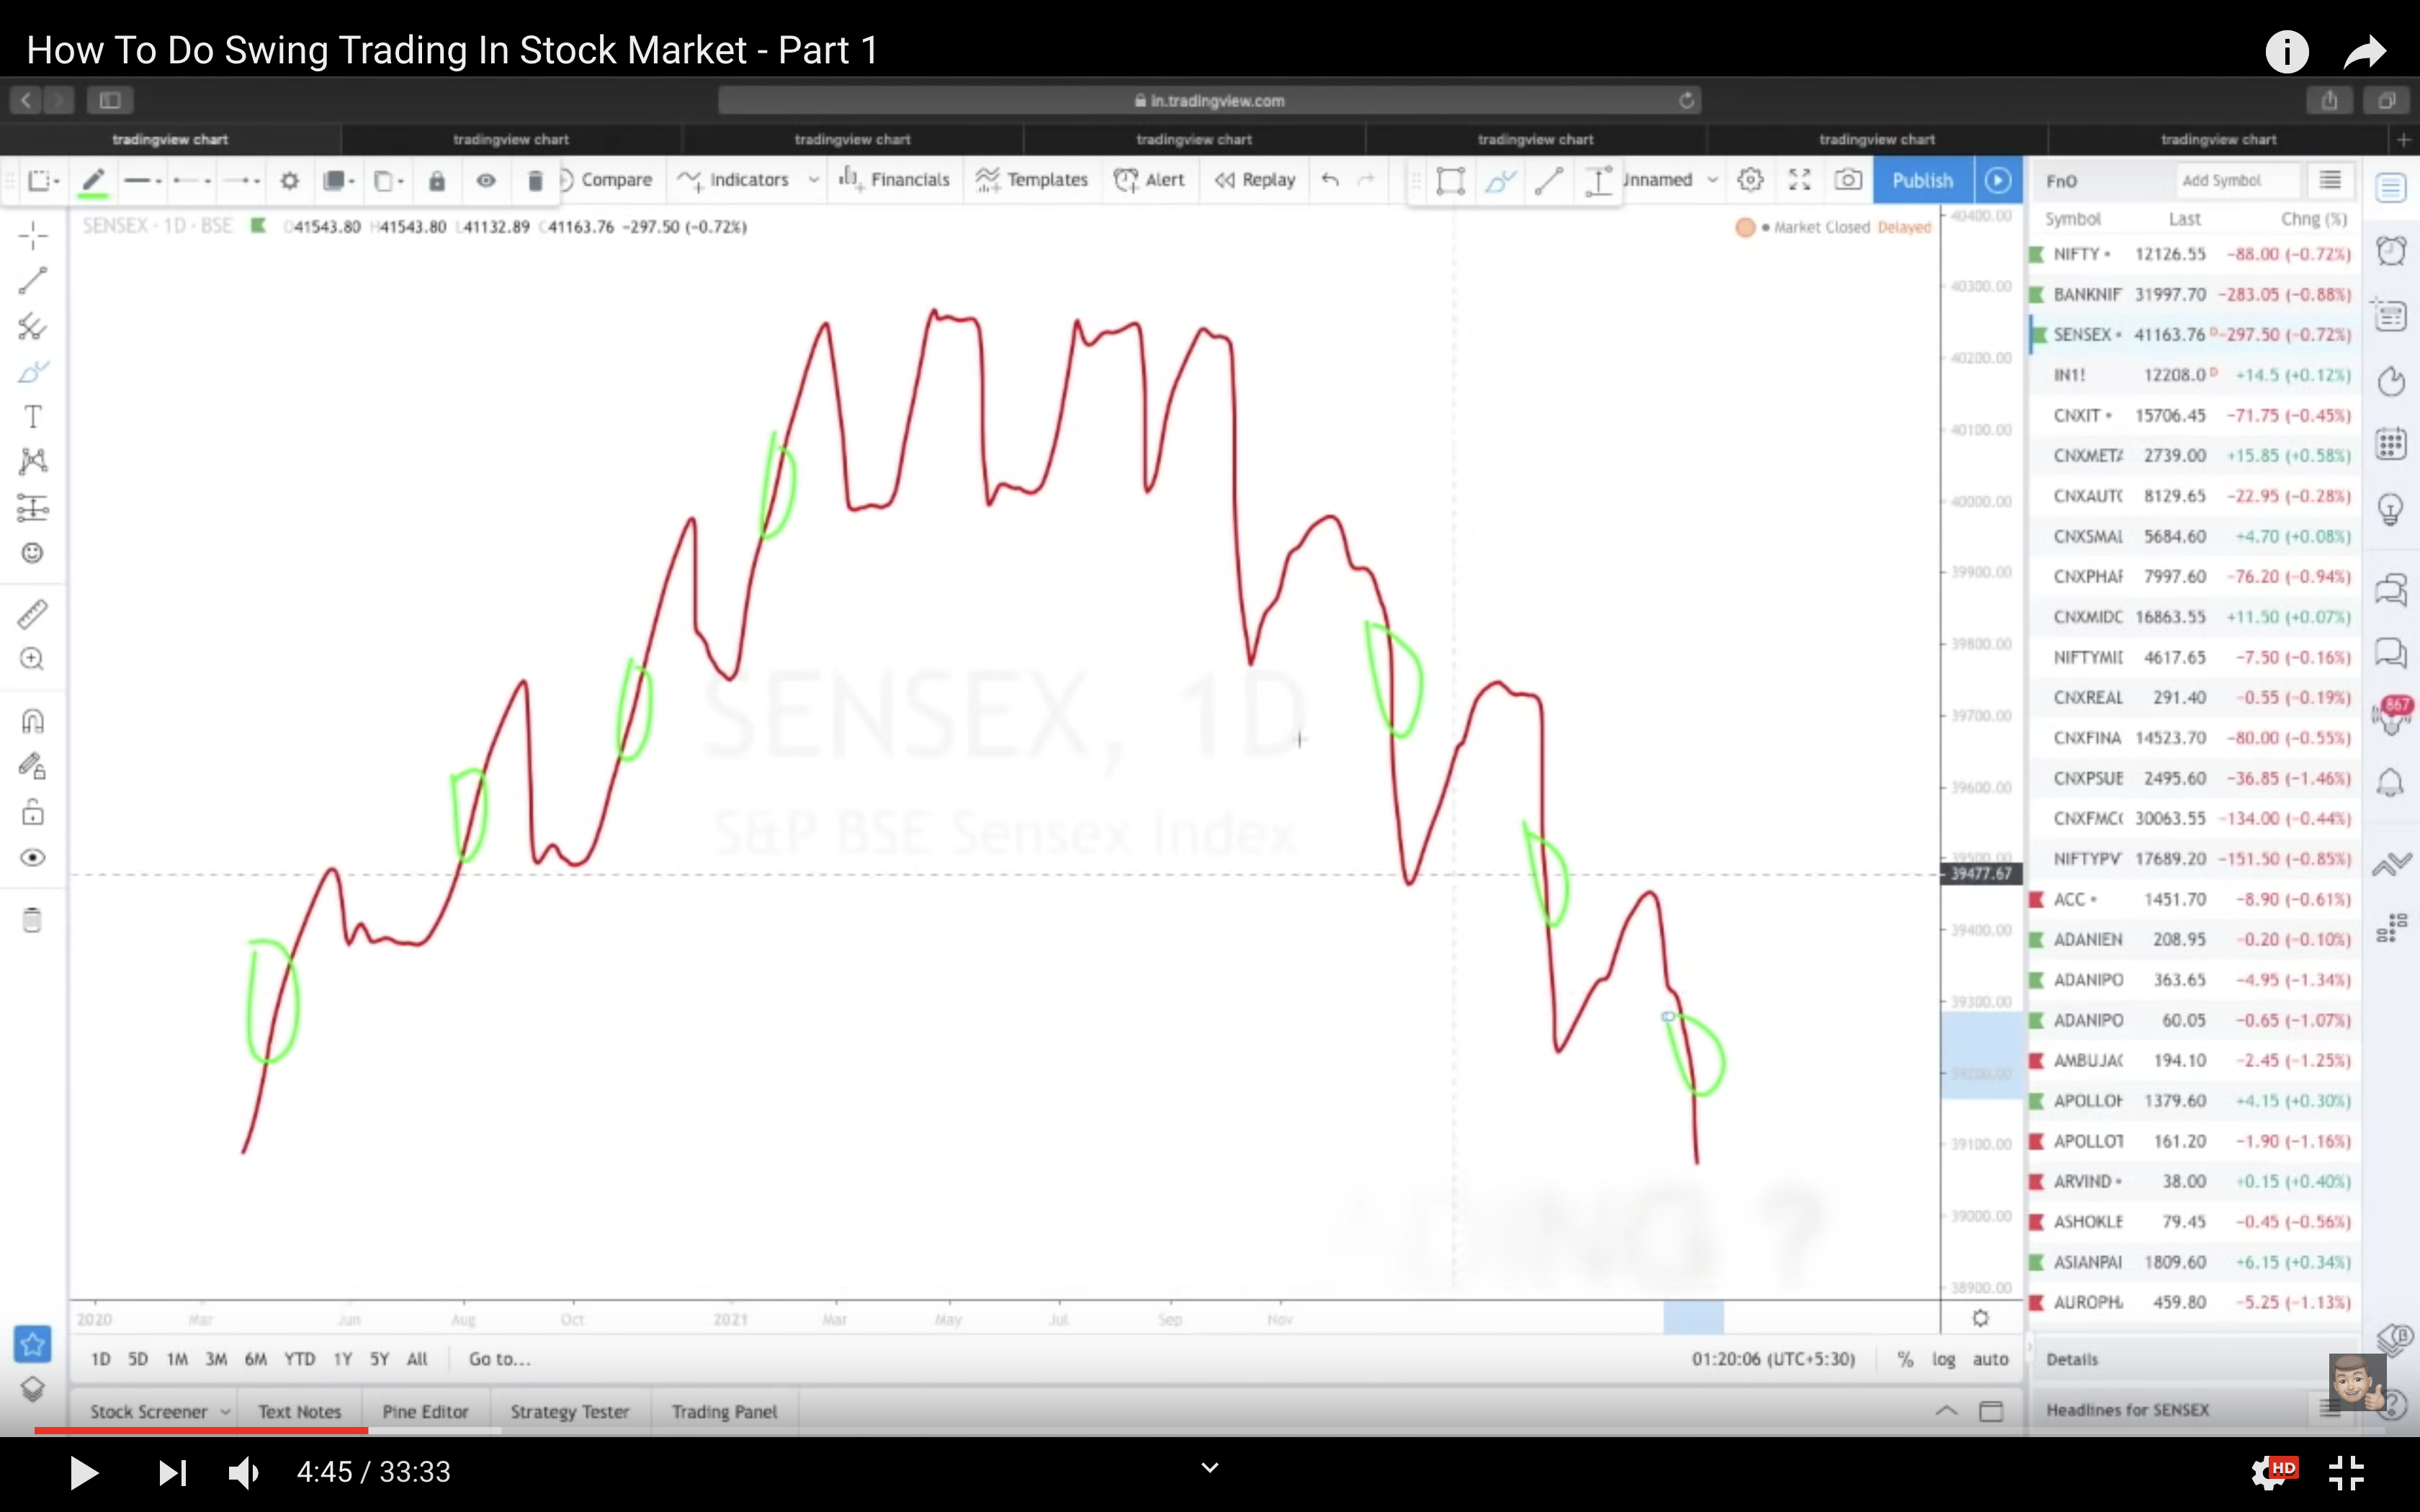 How To Do Swing Trading In Stock Market - Part 1
in.tradingview.com
tradingview chart tradingview chart tradingview chart tradingview chart tradingview chart tradingview chart tradingview chart
Compare Indicators Financials Templates Alert Replay Unnamed Publish
FnO Add Symbol
SENSEX · 1D · BSE O41543.80 H41543.80 L41132.89 C41163.76 −297.50 (−0.72%)
Market Closed Delayed
Symbol Last Chng (%)
NIFTY 12126.55 −88.00 (−0.72%)
BANKNIF 31997.70 −283.05 (−0.88%)
SENSEX 41163.76 D −297.50 (−0.72%)
IN1! 12208.0 D +14.5 (+0.12%)
CNXIT 15706.45 −71.75 (−0.45%)
CNXMETA 2739.00 +15.85 (+0.58%)
CNXAUT 8129.65 −22.95 (−0.28%)
CNXSMAL 5684.60 +4.70 (+0.08%)
CNXPHAR 7997.60 −76.20 (−0.94%)
CNXMIDC 16863.55 +11.50 (+0.07%)
NIFTYMI 4617.65 −7.50 (−0.16%)
CNXREAL 291.40 −0.55 (−0.19%)
CNXFINA 14523.70 −80.00 (−0.55%)
CNXPSUE 2495.60 −36.85 (−1.46%)
CNXFMC 30063.55 −134.00 (−0.44%)
NIFTYPV 17689.20 −151.50 (−0.85%)
ACC 1451.70 −8.90 (−0.61%)
ADANIEN 208.95 −0.20 (−0.10%)
ADANIPO 363.65 −4.95 (−1.34%)
ADANIPO 60.05 −0.65 (−1.07%)
AMBUJA 194.10 −2.45 (−1.25%)
APOLLOH 1379.60 +4.15 (+0.30%)
APOLLOT 161.20 −1.90 (−1.16%)
ARVIND 38.00 +0.15 (+0.40%)
ASHOKLE 79.45 −0.45 (−0.56%)
ASIANPAI 1809.60 +6.15 (+0.34%)
AUROPH 459.80 −5.25 (−1.13%)
867
40400.00
40300.00
40200.00
40100.00
40000.00
39900.00
39800.00
39700.00
39600.00
39500.00
39477.67
39400.00
39300.00
39200.00
39100.00
39000.00
38900.00
SENSEX, 1D
S&P BSE Sensex Index
DING ?
2020 Mar Jun Aug Oct 2021 Mar May Jul Sep Nov
1D 5D 1M 3M 6M YTD 1Y 5Y All Go to...
01:20:06 (UTC+5:30) % log auto
Details
Stock Screener Text Notes Pine Editor Strategy Tester Trading Panel
Headlines for SENSEX
4:45 / 33:33
HD